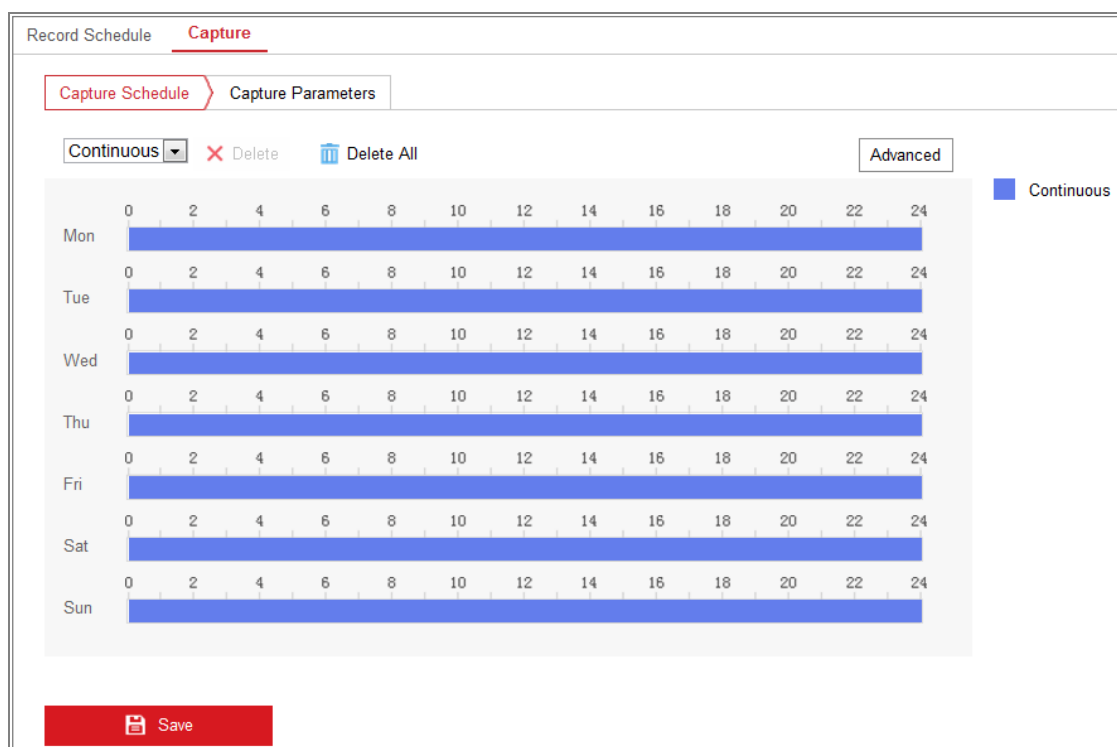 Record Schedule Capture
Capture Schedule Capture Parameters
Continuous Delete Delete All Advanced
Continuous
0 2 4 6 8 10 12 14 16 18 20 22 24
Mon
0 2 4 6 8 10 12 14 16 18 20 22 24
Tue
0 2 4 6 8 10 12 14 16 18 20 22 24
Wed
0 2 4 6 8 10 12 14 16 18 20 22 24
Thu
0 2 4 6 8 10 12 14 16 18 20 22 24
Fri
0 2 4 6 8 10 12 14 16 18 20 22 24
Sat
0 2 4 6 8 10 12 14 16 18 20 22 24
Sun
Save